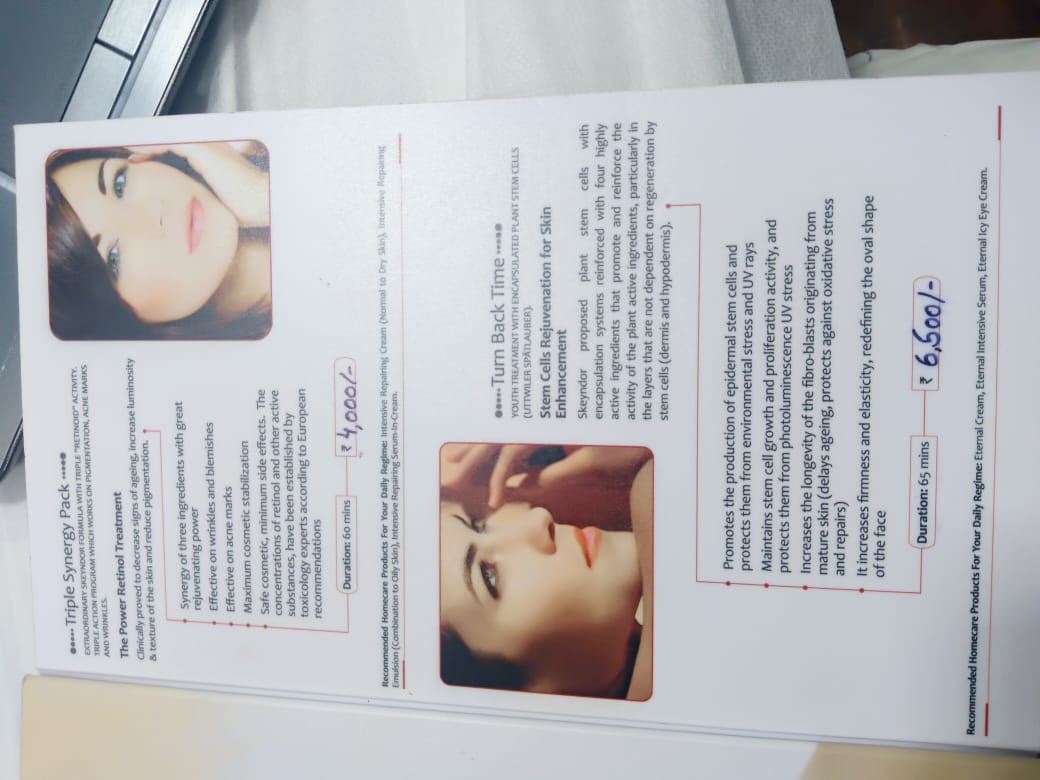 Triple Synergy Pack
EXTRAORDINARY SKEYNDOR FORMULA WITH TRIPLE "RETINOID" ACTIVITY.
TRIPLE ACTION PROGRAM WHICH WORKS ON PIGMENTATION, ACNE MARKS
AND WRINKLES.
The Power Retinol Treatment
Clinically proved to decrease signs of ageing, increase luminosity
& texture of the skin and reduce pigmentation.
Synergy of three ingredients with great
rejuvenating power
Effective on wrinkles and blemishes
Effective on acne marks
Maximum cosmetic stabilization
Safe cosmetic, minimum side effects. The
concentrations of retinol and other active
substances, have been established by
toxicology experts according to European
recommendations
Duration: 60 mins ₹ 4,000/-
Recommended Homecare Products For Your Daily Regime: Intensive Repairing Cream (Normal to Dry Skin), Intensive Repairing
Emulsion (Combination to Oily Skin), Intensive Repairing Serum-In-Cream.
Turn Back Time
YOUTH TREATMENT WITH ENCAPSULATED PLANT STEM CELLS
(UTTWILER SPÄTLAUBER).
Stem Cells Rejuvenation for Skin
Enhancement
Skeyndor proposed plant stem cells with
encapsulation systems reinforced with four highly
active ingredients that promote and reinforce the
activity of the plant active ingredients, particularly in
the layers that are not dependent on regeneration by
stem cells (dermis and hypodermis).
Promotes the production of epidermal stem cells and
protects them from environmental stress and UV rays
Maintains stem cell growth and proliferation activity, and
protects them from photoluminescence UV stress
Increases the longevity of the fibro-blasts originating from
mature skin (delays ageing, protects against oxidative stress
and repairs)
It increases firmness and elasticity, redefining the oval shape
of the face
Duration: 65 mins ₹ 6,500/-
Recommended Homecare Products For Your Daily Regime: Eternal Cream, Eternal Intensive Serum, Eternal Icy Eye Cream.